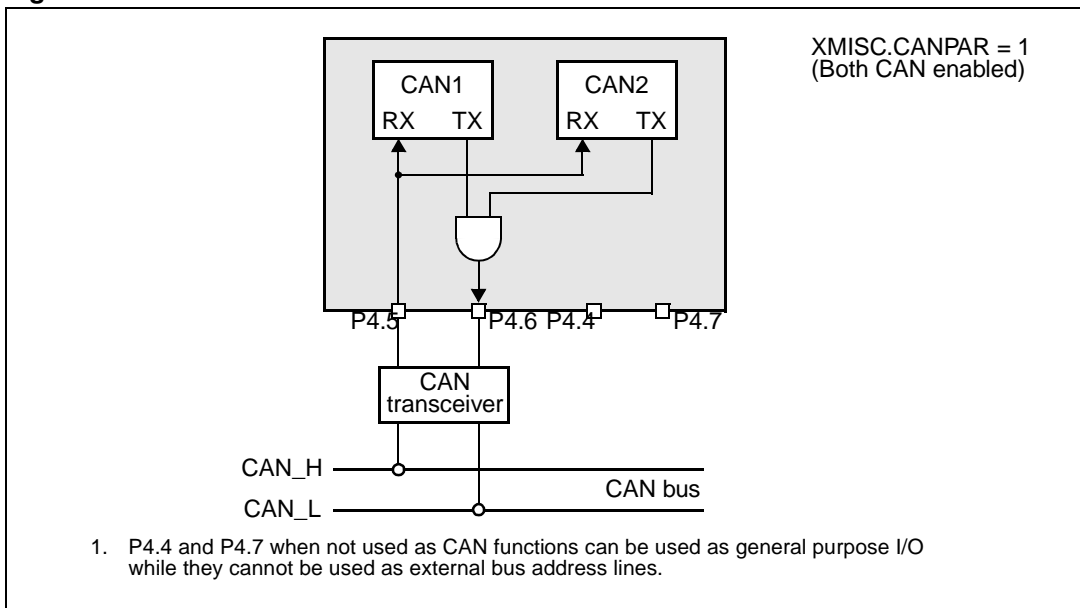 XMISC.CANPAR = 1
(Both CAN enabled)
CAN1
CAN2
RX TX
RX TX
P4.5
P4.6
P4.4
P4.7
CAN
transceiver
CAN_H
CAN bus
CAN_L
1. P4.4 and P4.7 when not used as CAN functions can be used as general purpose I/O
while they cannot be used as external bus address lines.